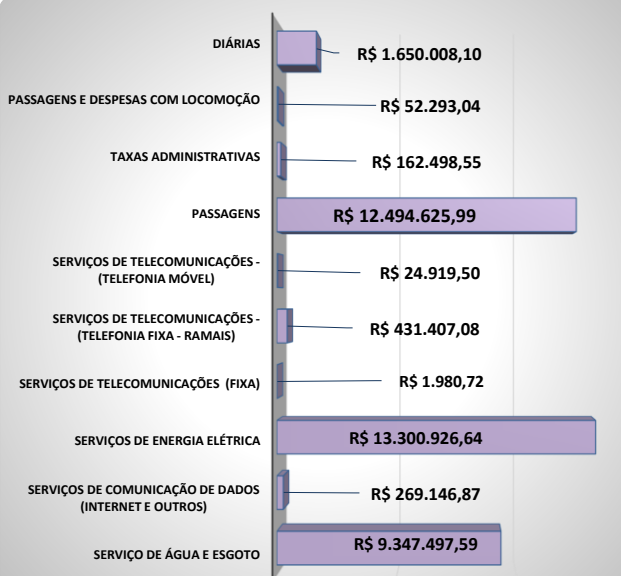 DIÁRIAS
R$ 1.650.008,10
PASSAGENS E DESPESAS COM LOCOMOÇÃO
R$ 52.293,04
TAXAS ADMINISTRATIVAS
R$ 162.498,55
PASSAGENS
R$ 12.494.625,99
SERVIÇOS DE TELECOMUNICAÇÕES -
(TELEFONIA MÓVEL)
R$ 24.919,50
SERVIÇOS DE TELECOMUNICAÇÕES -
(TELEFONIA FIXA - RAMAIS)
R$ 431.407,08
SERVIÇOS DE TELECOMUNICAÇÕES (FIXA)
R$ 1.980,72
SERVIÇOS DE ENERGIA ELÉTRICA
R$ 13.300.926,64
SERVIÇOS DE COMUNICAÇÃO DE DADOS
(INTERNET E OUTROS)
R$ 269.146,87
SERVIÇO DE ÁGUA E ESGOTO
R$ 9.347.497,59